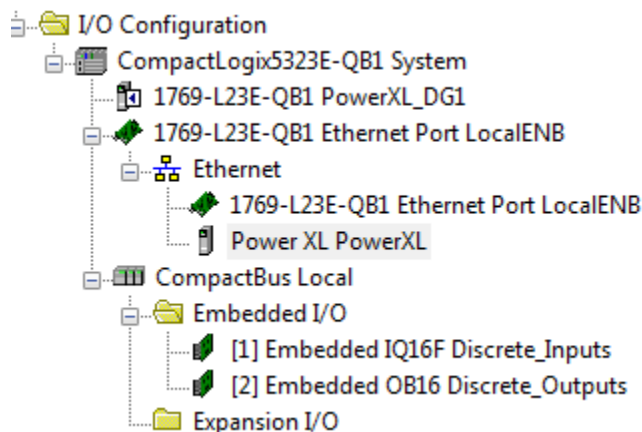 I/O Configuration
CompactLogix5323E-QB1 System
1769-L23E-QB1 PowerXL_DG1
1769-L23E-QB1 Ethernet Port LocalENB
Ethernet
1769-L23E-QB1 Ethernet Port LocalENB
Power XL PowerXL
CompactBus Local
Embedded I/O
[1] Embedded IQ16F Discrete_Inputs
[2] Embedded OB16 Discrete_Outputs
Expansion I/O